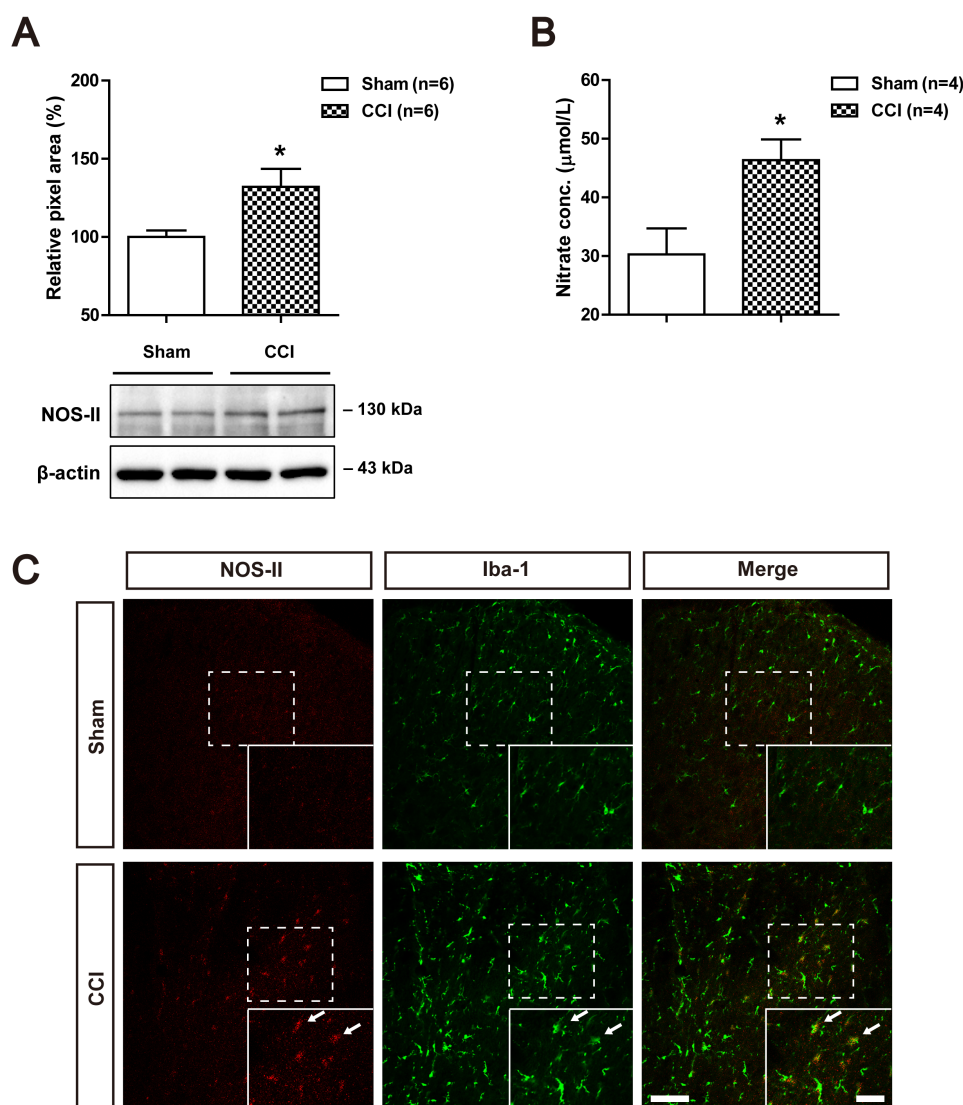 A
200
150
100
50
Relative pixel area (%)
Sham (n=6)
CCI (n=6)
*
Sham
CCI
NOS-II
– 130 kDa
β-actin
– 43 kDa
B
60
50
40
30
20
Nitrate conc. (μmol/L)
Sham (n=4)
CCI (n=4)
*
C
NOS-II
Iba-1
Merge
Sham
CCI